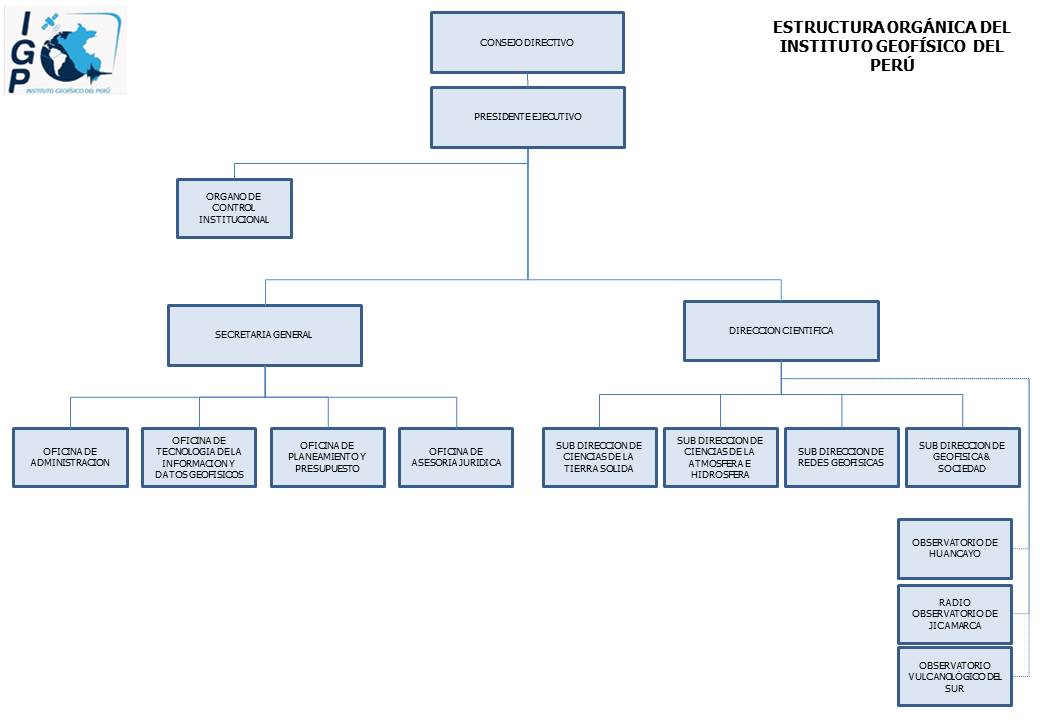 IGP
INSTITUTO GEOFÍSICO DEL PERÚ
ESTRUCTURA ORGÁNICA DEL
INSTITUTO GEOFÍSICO DEL
PERÚ
CONSEJO DIRECTIVO
PRESIDENTE EJECUTIVO
ORGANO DE
CONTROL
INSTITUCIONAL
SECRETARIA GENERAL
DIRECCION CIENTIFICA
OFICINA DE
ADMINISTRACION
OFICINA DE
TECNOLOGIA DE LA
INFORMACION Y
DATOS GEOFISICOS
OFICINA DE
PLANEAMIENTO Y
PRESUPUESTO
OFICINA DE
ASESORIA JURIDICA
SUB DIRECCION DE
CIENCIAS DE LA
TIERRA SOLIDA
SUB DIRECCION DE
CIENCIAS DE LA
ATMOSFERA E
HIDROSFERA
SUB DIRECCION DE
REDES GEOFISICAS
SUB DIRECCION DE
GEOFISICA &
SOCIEDAD
OBSERVATORIO DE
HUANCAYO
RADIO
OBSERVATORIO DE
JICAMARCA
OBSERVATORIO
VULCANOLÓGICO DEL
SUR